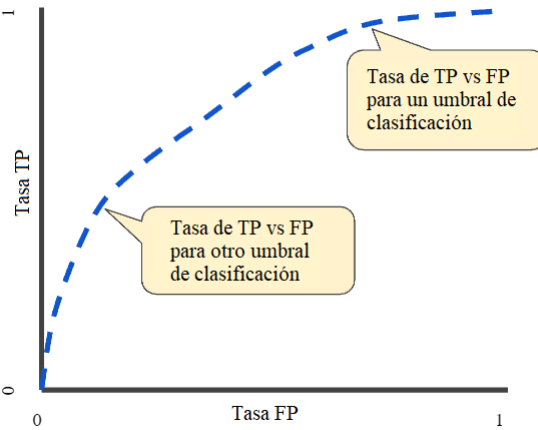 1
Tasa de TP vs FP
para un umbral de
clasificación
Tasa TP
Tasa de TP vs FP
para otro umbral
de clasificación
0
0
Tasa FP
1